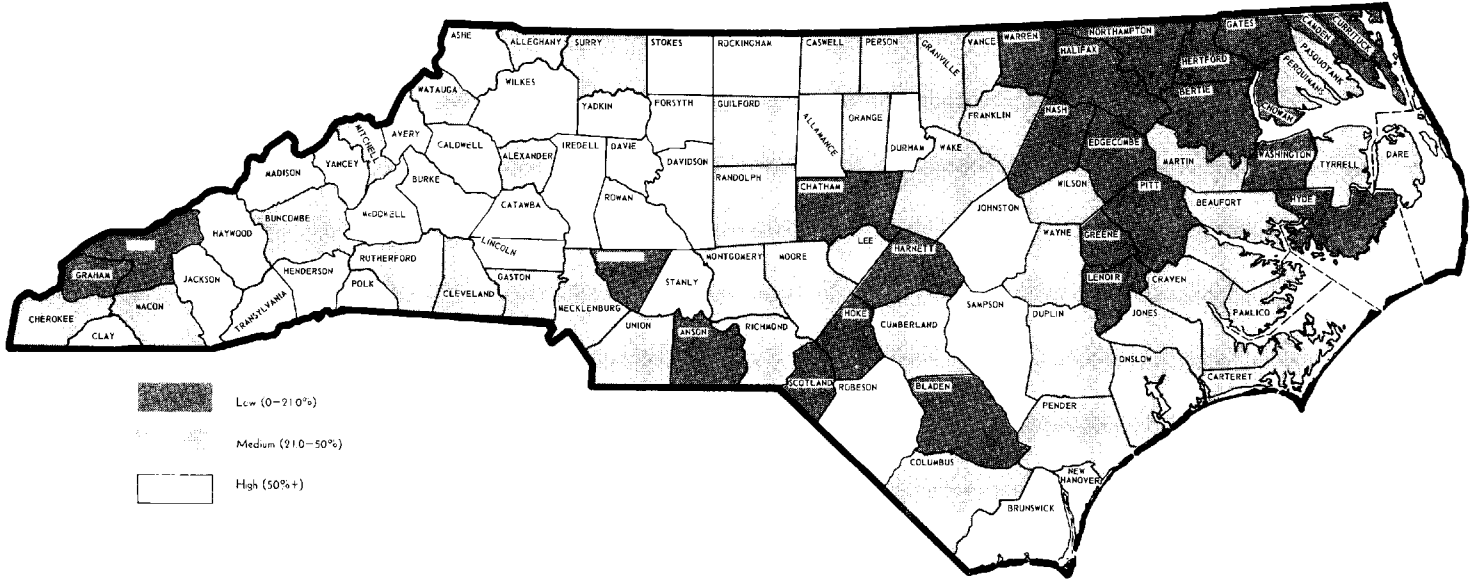 ASHE
ALLEGHANY
SURRY
STOKES
ROCKINGHAM
CASWELL
PERSON
GRANVILLE
VANCE
WARREN
NORTHAMPTON
HALIFAX
GATES
HERTFORD
CAMDEN
CURRITUCK
PASQUOTANK
PERQUIMANS
CHOWAN
BERTIE
WATAUGA
WILKES
YADKIN
FORSYTH
GUILFORD
ALLAMANCE
ORANGE
DURHAM
FRANKLIN
NASH
EDGECOMBE
MARTIN
WASHINGTON
TYRRELL
DARE
MITCHELL
AVERY
CALDWELL
ALEXANDER
IREDELL
DAVIE
DAVIDSON
RANDOLPH
CHATHAM
WAKE
WILSON
PITT
BEAUFORT
HYDE
MADISON
YANCEY
BURKE
McDOWELL
CATAWBA
ROWAN
JOHNSTON
WAYNE
GREENE
LENOIR
CRAVEN
PAMLICO
BUNCOMBE
HAYWOOD
GRAHAM
JACKSON
MACON
CHEROKEE
CLAY
TRANSYLVANIA
HENDERSON
POLK
RUTHERFORD
CLEVELAND
LINCOLN
GASTON
MECKLENBURG
STANLY
MONTGOMERY
MOORE
LEE
HARNETT
SAMPSON
DUPLIN
JONES
ONSLOW
CARTERET
UNION
ANSON
RICHMOND
HOKE
SCOTLAND
CUMBERLAND
ROBESON
BLADEN
PENDER
COLUMBUS
NEW
HANOVER
BRUNSWICK
Low (0–21.0%)
Medium (21.0–50%)
High (50%+)